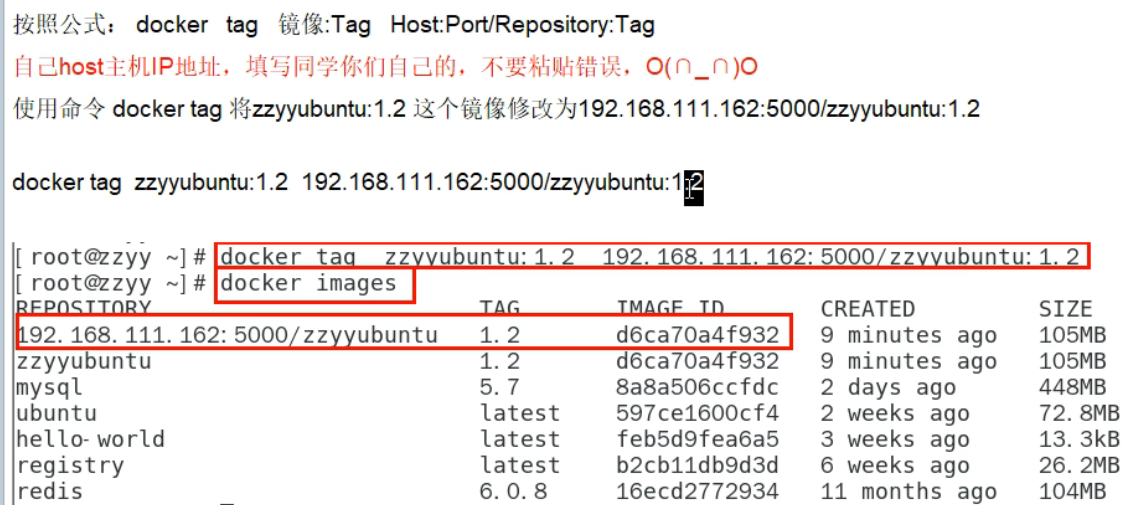 按照公式： docker tag 镜像:Tag Host:Port/Repository:Tag
自己host主机IP地址，填写同学你们自己的，不要粘贴错误，O(∩_∩)O
使用命令 docker tag 将zzyyubuntu:1.2 这个镜像修改为192.168.111.162:5000/zzyyubuntu:1.2
docker tag zzyyubuntu:1.2 192.168.111.162:5000/zzyyubuntu:1.2
[root@zzyy ~]# docker tag zzyyubuntu:1.2 192.168.111.162:5000/zzyyubuntu:1.2
[root@zzyy ~]# docker images
REPOSITORY TAG IMAGE ID CREATED SIZE
192.168.111.162:5000/zzyyubuntu 1.2 d6ca70a4f932 9 minutes ago 105MB
zzyyubuntu 1.2 d6ca70a4f932 9 minutes ago 105MB
mysql 5.7 8a8a506ccfdc 2 days ago 448MB
ubuntu latest 597ce1600cf4 2 weeks ago 72.8MB
hello-world latest feb5d9fea6a5 3 weeks ago 13.3kB
registry latest b2cb11db9d3d 6 weeks ago 26.2MB
redis 6.0.8 16ecd2772934 11 months ago 104MB